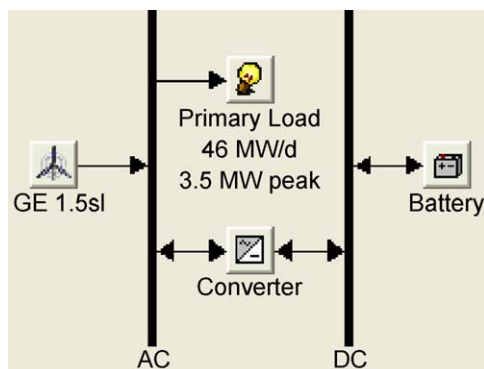 Primary Load
46 MW/d
3.5 MW peak
GE 1.5sl
Battery
Converter
AC
DC